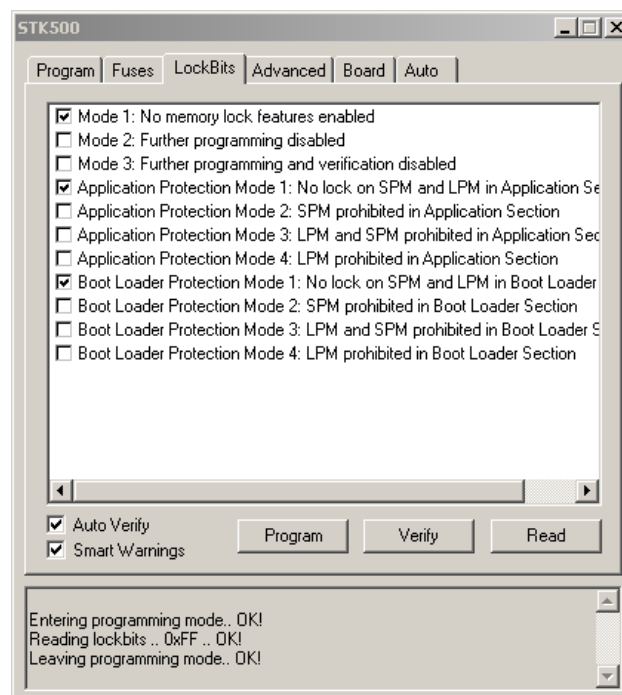 STK500
Program Fuses LockBits Advanced Board Auto
Mode 1: No memory lock features enabled
Mode 2: Further programming disabled
Mode 3: Further programming and verification disabled
Application Protection Mode 1: No lock on SPM and LPM in Application Se
Application Protection Mode 2: SPM prohibited in Application Section
Application Protection Mode 3: LPM and SPM prohibited in Application Sec
Application Protection Mode 4: LPM prohibited in Application Section
Boot Loader Protection Mode 1: No lock on SPM and LPM in Boot Loader
Boot Loader Protection Mode 2: SPM prohibited in Boot Loader Section
Boot Loader Protection Mode 3: LPM and SPM prohibited in Boot Loader S
Boot Loader Protection Mode 4: LPM prohibited in Boot Loader Section
Auto Verify
Smart Warnings
Program Verify Read
Entering programming mode.. OK!
Reading lockbits .. 0xFF .. OK!
Leaving programming mode.. OK!